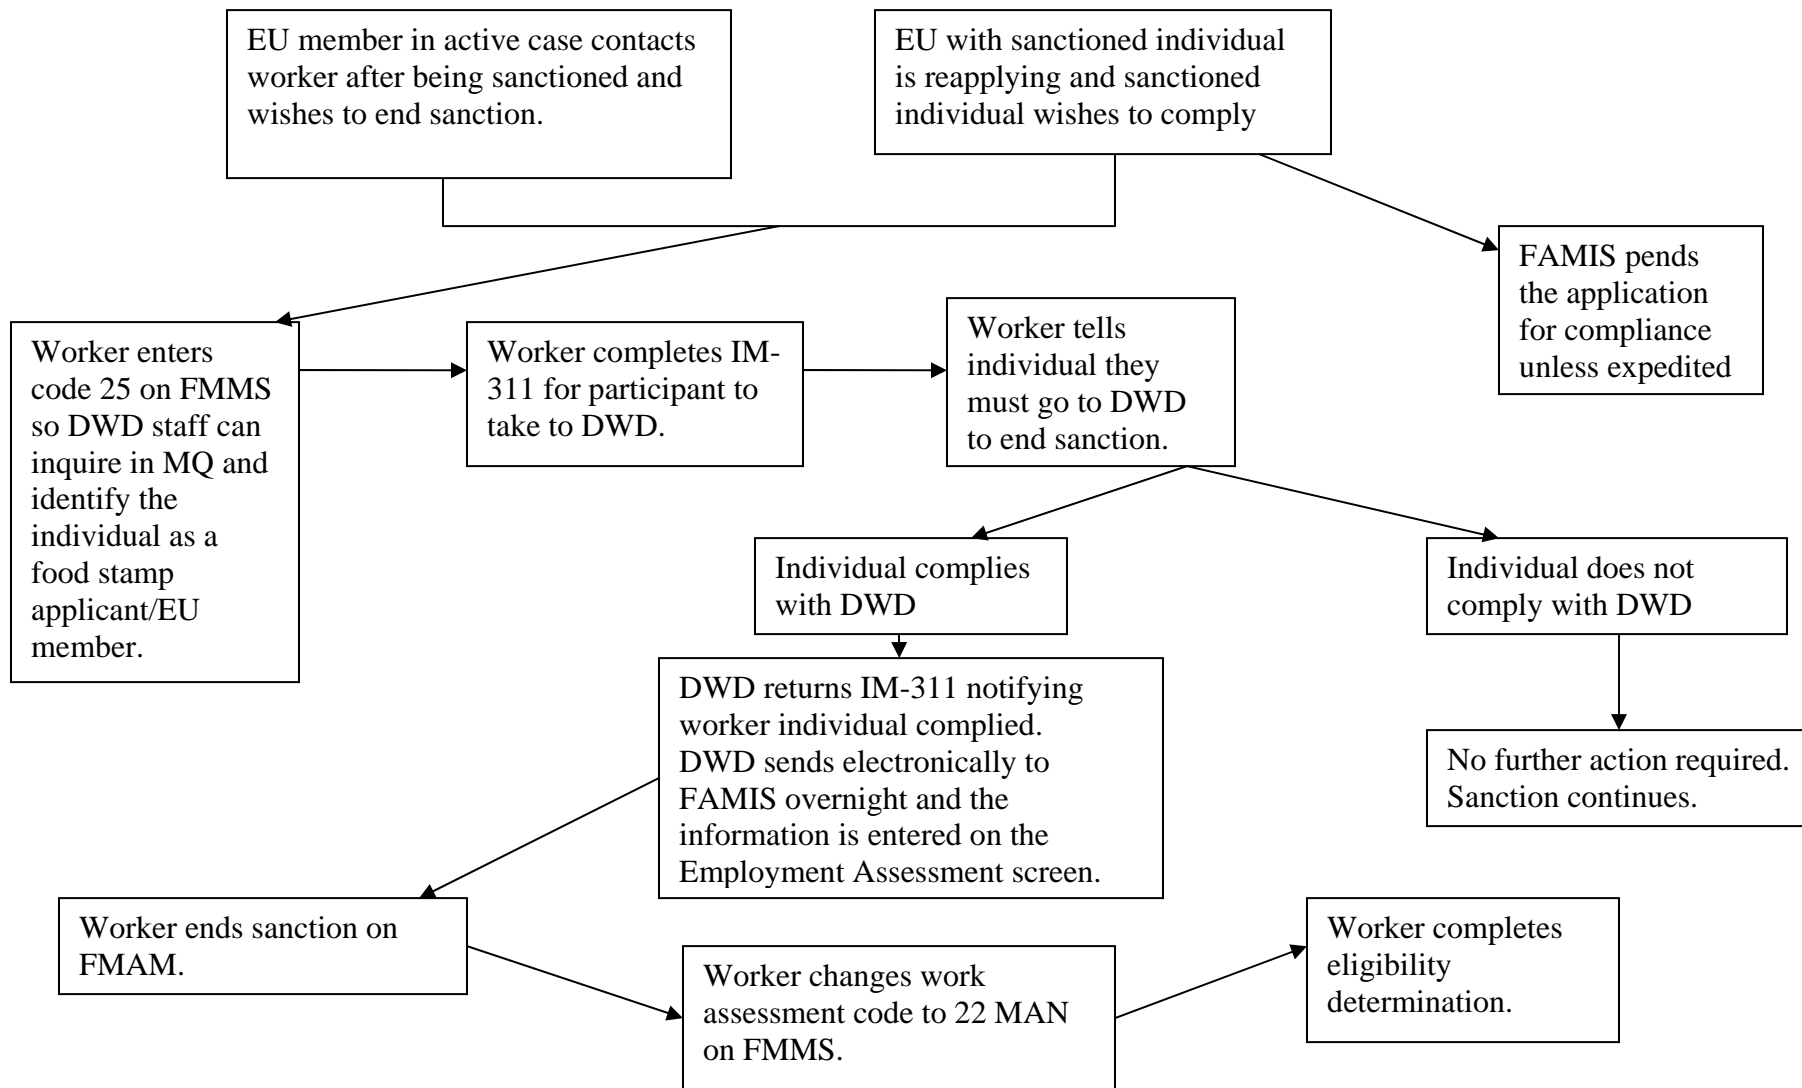 EU member in active case contacts
worker after being sanctioned and
wishes to end sanction.
EU with sanctioned individual
is reapplying and sanctioned
individual wishes to comply
FAMIS pends
the application
for compliance
unless expedited
Worker enters
code 25 on FMMS
so DWD staff can
inquire in MQ and
identify the
individual as a
food stamp
applicant/EU
member.
Worker completes IM-
311 for participant to
take to DWD.
Worker tells
individual they
must go to DWD
to end sanction.
Individual complies
with DWD
Individual does not
comply with DWD
DWD returns IM-311 notifying
worker individual complied.
DWD sends electronically to
FAMIS overnight and the
information is entered on the
Employment Assessment screen.
No further action required.
Sanction continues.
Worker ends sanction on
FMAM.
Worker changes work
assessment code to 22 MAN
on FMMS.
Worker completes
eligibility
determination.